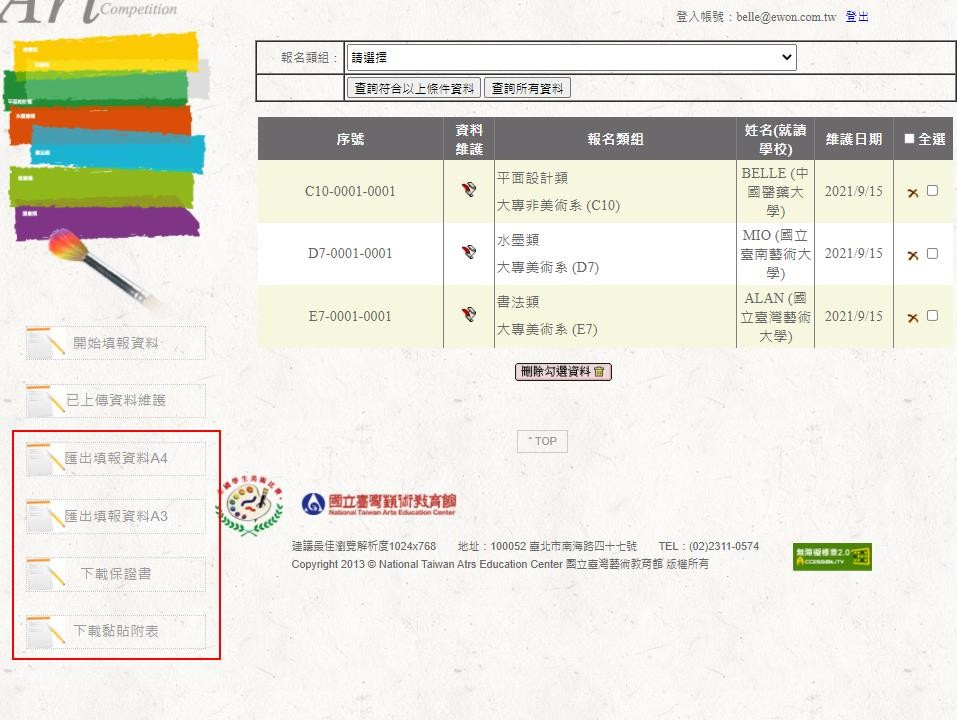 Art Competition
登入帳號：belle@ewon.com.tw 登出
報名類組：
請選擇
查詢符合以上條件資料 查詢所有資料
序號
資料維護
報名類組
姓名(就讀學校)
維護日期
全選
C10-0001-0001
平面設計類
大專非美術系 (C10)
BELLE (中國醫藥大學)
2021/9/15
D7-0001-0001
水墨類
大專美術系 (D7)
MIO (國立臺南藝術大學)
2021/9/15
E7-0001-0001
書法類
大專美術系 (E7)
ALAN (國立臺灣藝術大學)
2021/9/15
刪除勾選資料
開始填報資料
已上傳資料維護
匯出填報資料A4
匯出填報資料A3
下載保證書
下載黏貼附表
⌃TOP
國立臺灣藝術教育館
National Taiwan Arts Education Center
建議最佳瀏覽解析度1024x768 地址：100052 臺北市南海路四十七號 TEL：(02)2311-0574
Copyright 2013 © National Taiwan Atrs Education Center 國立臺灣藝術教育館 版權所有
無障礙標章2.0
ACCESSIBILITY